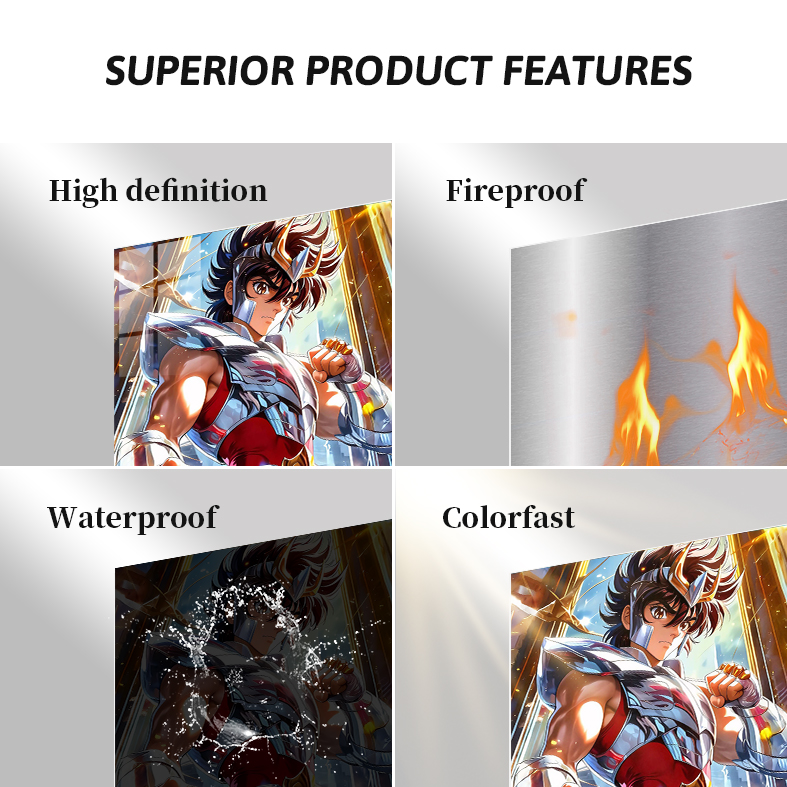 SUPERIOR PRODUCT FEATURES
High definition
Fireproof
Waterproof
Colorfast